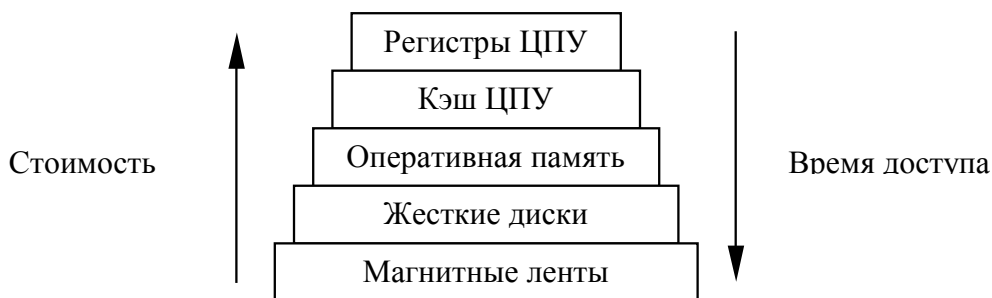 Регистры ЦПУ
Кэш ЦПУ
Оперативная память
Жесткие диски
Магнитные ленты
Стоимость
Время доступа